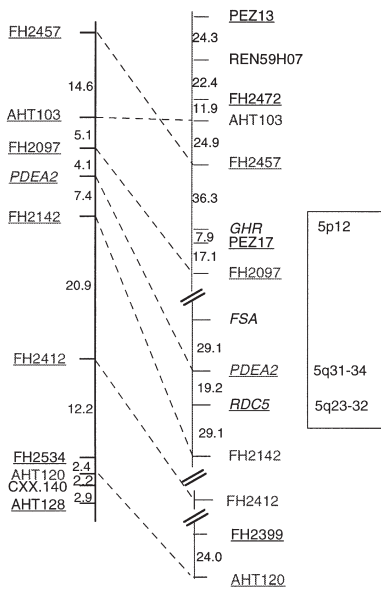 PEZ13
FH2457
24.3
REN59H07
14.6
22.4
FH2472
11.9
AHT103
AHT103
5.1
24.9
FH2097
FH2457
4.1
PDEA2
7.4
36.3
FH2142
GHR
5p12
7.9
PEZ17
17.1
FH2097
20.9
FSA
29.1
FH2412
PDEA2
5q31-34
19.2
12.2
RDC5
5q23-32
29.1
FH2534
FH2142
2.4
AHT120
2.2
CXX.140
2.9
AHT128
FH2412
FH2399
24.0
AHT120